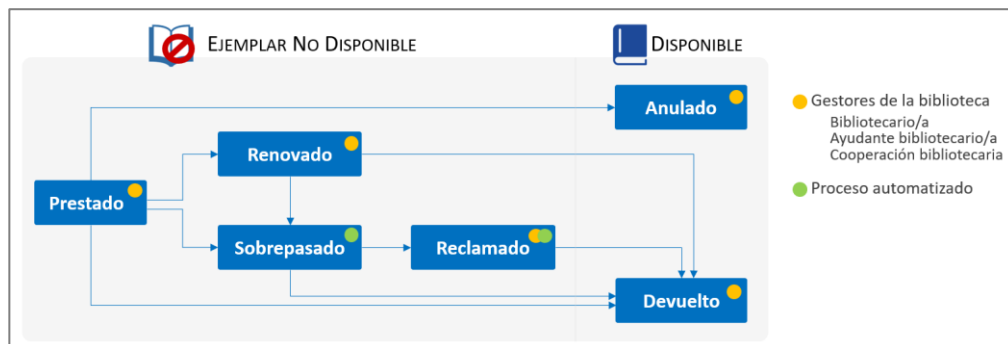 EJEMPLAR NO DISPONIBLE
DISPONIBLE
Anulado
Gestores de la biblioteca
Bibliotecario/a
Ayudante bibliotecario/a
Cooperación bibliotecaria
Renovado
Proceso automatizado
Prestado
Sobrepasado
Reclamado
Devuelto